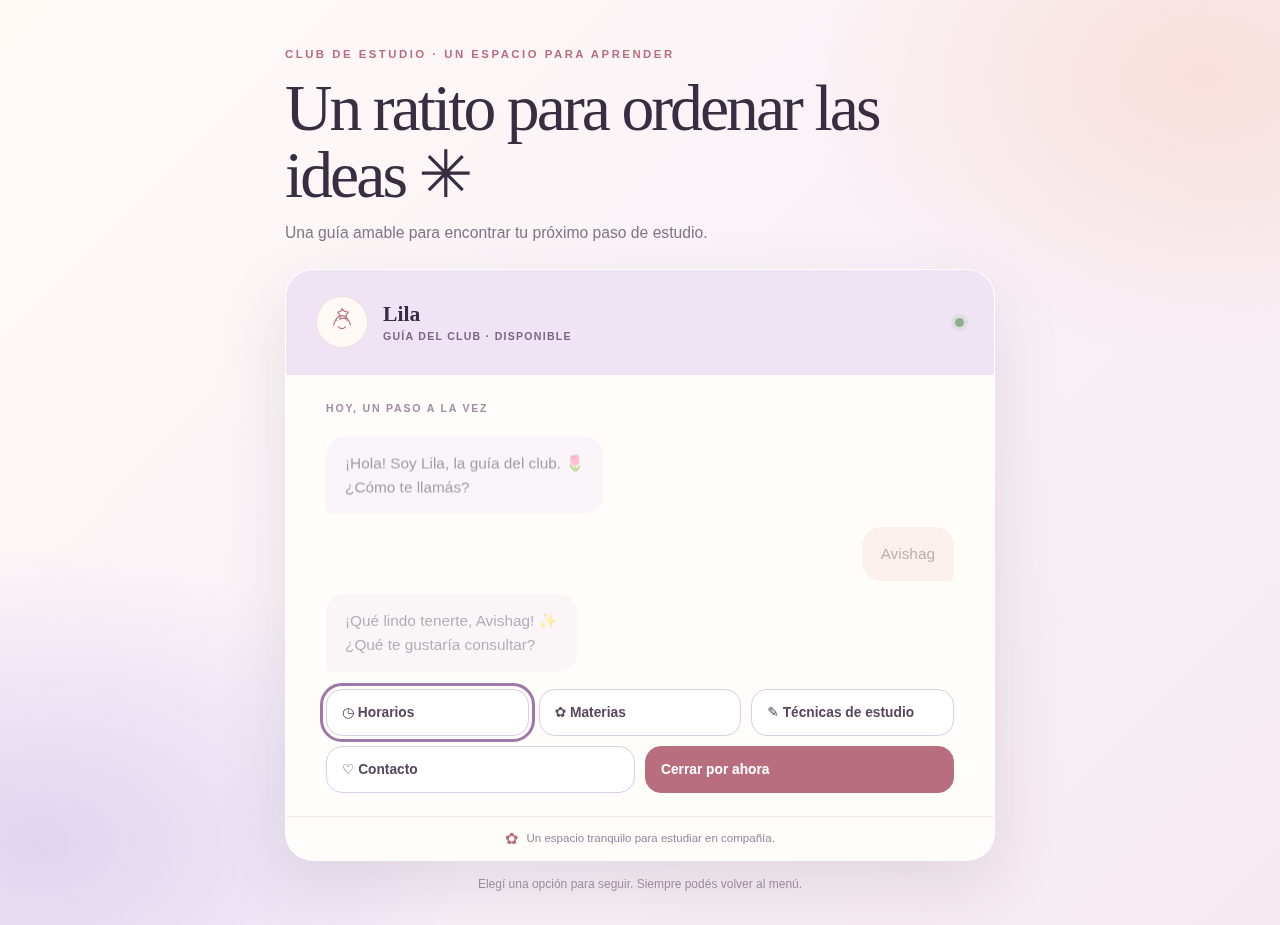 CLUB DE ESTUDIO · UN ESPACIO PARA APRENDER
Un ratito para ordenar las
ideas ✳
Una guía amable para encontrar tu próximo paso de estudio.
Lila
GUÍA DEL CLUB · DISPONIBLE
HOY, UN PASO A LA VEZ
¡Hola! Soy Lila, la guía del club. 🌷
¿Cómo te llamás?
Avishag
¡Qué lindo tenerte, Avishag! ✨
¿Qué te gustaría consultar?
◷ Horarios
✿ Materias
✎ Técnicas de estudio
♡ Contacto
Cerrar por ahora
✿ Un espacio tranquilo para estudiar en compañía.
Elegí una opción para seguir. Siempre podés volver al menú.